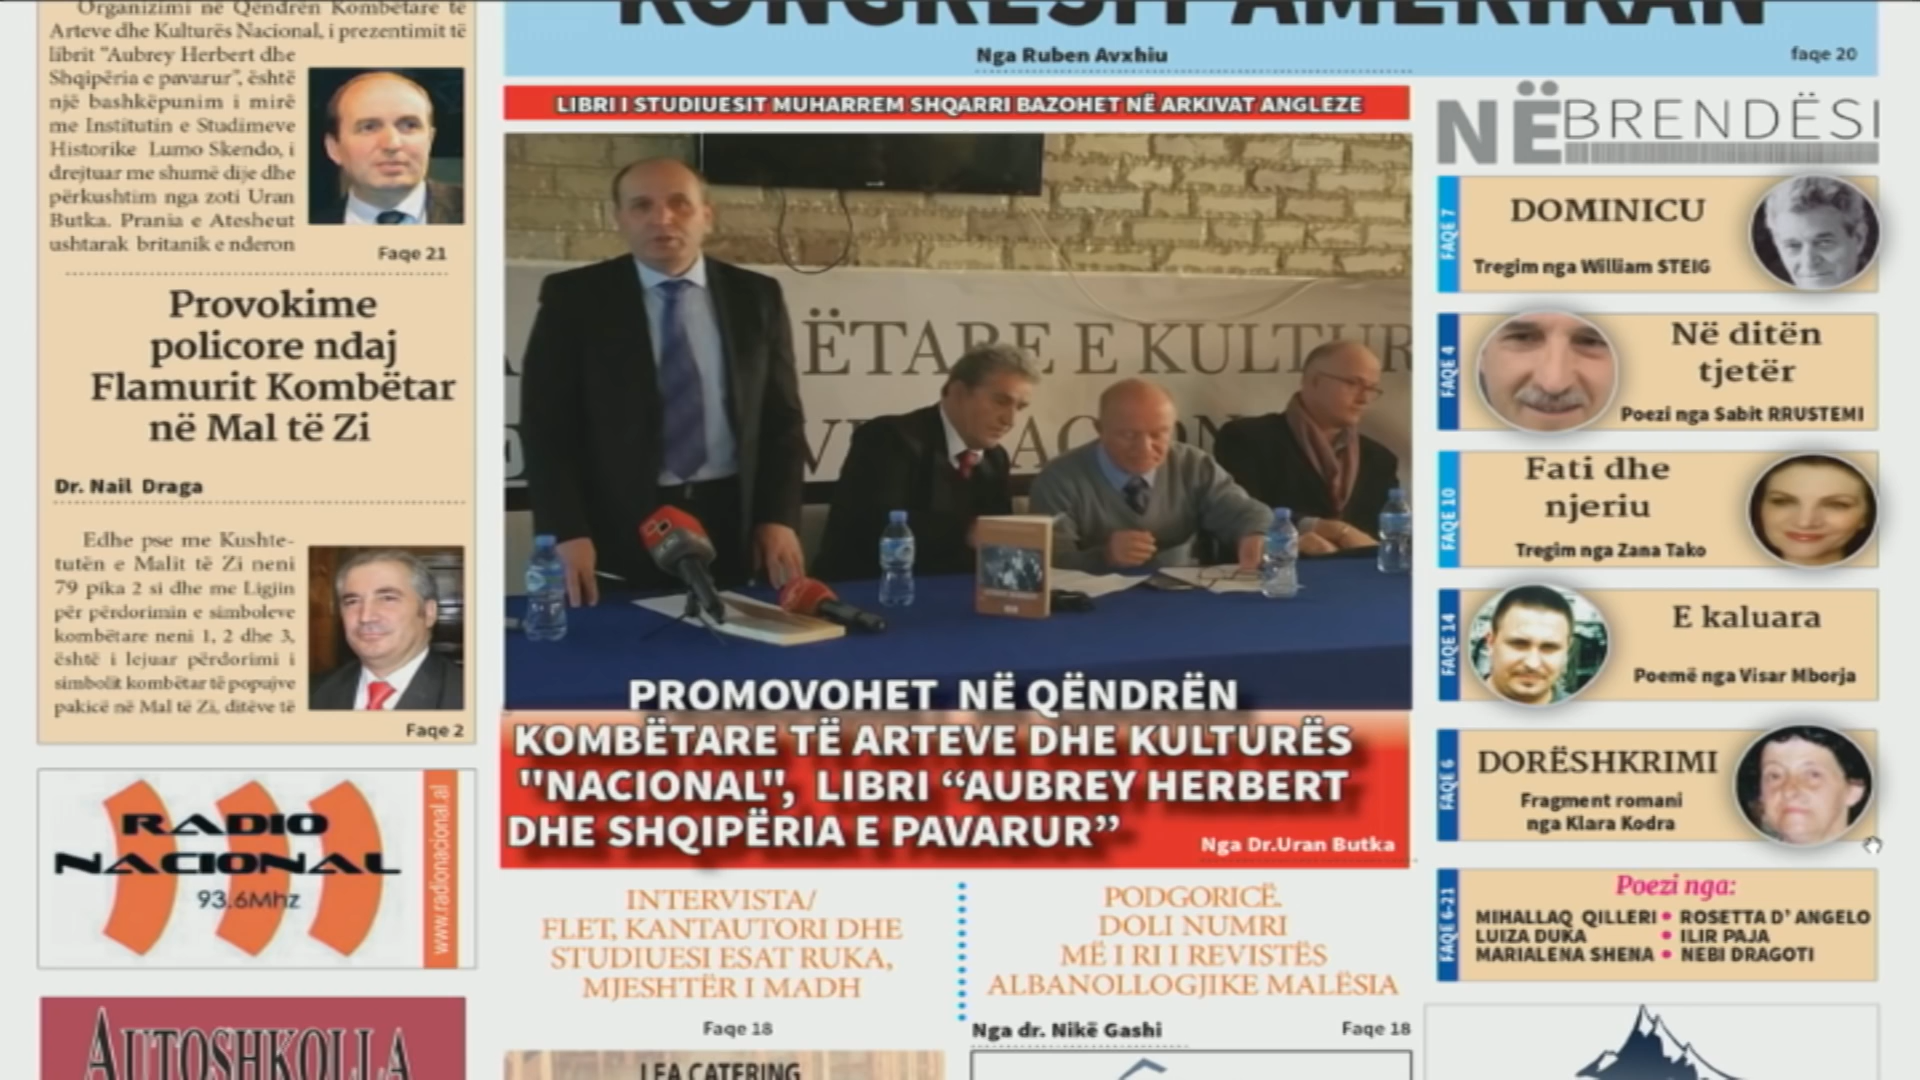 Organizimi në Qendrën Kombëtare të
Arteve dhe Kulturës Nacional, i prezentimit të
librit "Aubrey Herbert dhe
Shqipëria e pavarur", është
një bashkëpunim i mirë
me Institutin e Studimeve
Historike Lumo Skendo, i
drejtuar me shumë dije dhe
përkushtim nga zoti Uran
Butka. Prania e Atesheut
ushtarak britanik e nderon
Faqe 21
Provokime
policore ndaj
Flamurit Kombëtar
në Mal të Zi
Dr. Nail Draga
Edhe pse me Kushte-
tutën e Malit të Zi neni
79 pika 2 si dhe me Ligjin
për përdorimin e simboleve
kombëtare neni 1, 2 dhe 3,
është i lejuar përdorimi i
simbolit kombëtar të popujve
pakicë në Mal të Zi, ditëve të
Faqe 2
RADIO
NACIONAL
93.6Mhz
www.radionacional.al
AUTOSHKOLLA
KONGRESIT AMERIKAN
Nga Ruben Avxhiu
faqe 20
LIBRI I STUDIUESIT MUHARREM SHQARRI BAZOHET NË ARKIVAT ANGLEZE
ËTARE E KULTUR
PROMOVOHET NË QËNDRËN
KOMBËTARE TË ARTEVE DHE KULTURËS
"NACIONAL", LIBRI “AUBREY HERBERT
DHE SHQIPËRIA E PAVARUR”
Nga Dr.Uran Butka
INTERVISTA/
FLET, KANTAUTORI DHE
STUDIUESI ESAT RUKA,
MJESHTËR I MADH
Faqe 18
PODGORICË.
DOLI NUMRI
MË I RI I REVISTËS
ALBANOLLOGJIKE MALËSIA
Nga dr. Nikë Gashi
Faqe 18
LEA CATERING
NË BRENDËSI
FAQE 7
DOMINICU
Tregim nga William STEIG
FAQE 4
Në ditën
tjetër
Poezi nga Sabit RRUSTEMI
FAQE 10
Fati dhe
njeriu
Tregim nga Zana Tako
FAQE 14
E kaluara
Poemë nga Visar Mborja
FAQE 6
DORËSHKRIMI
Fragment romani
nga Klara Kodra
FAQE 6-21
Poezi nga:
MIHALLAQ QILLERI • ROSETTA D' ANGELO
LUIZA DUKA • ILIR PAJA
MARIALENA SHENA • NEBI DRAGOTI